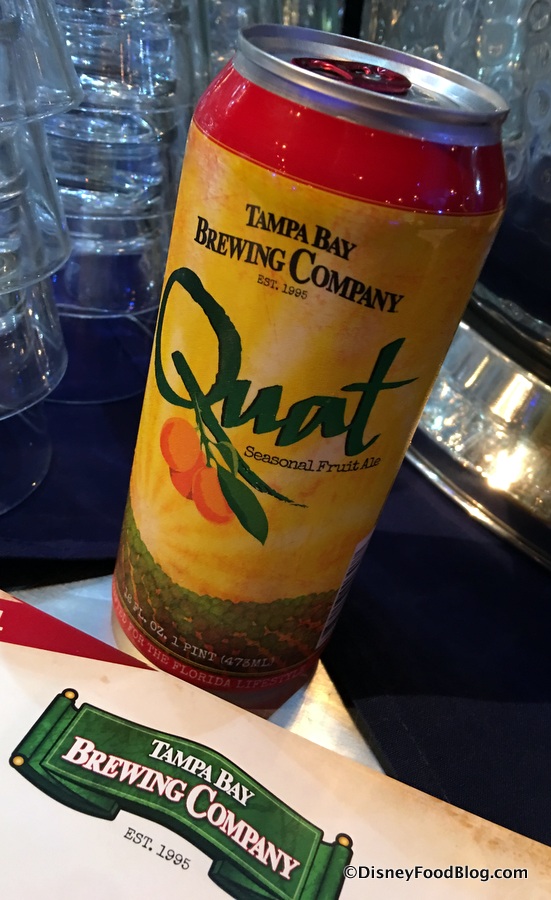 TAMPA BAY
BREWING COMPANY
EST. 1995
Quat
Seasonal Fruit Ale
16 FL. OZ. 1 PINT (473ML)
FOR THE FLORIDA LIFESTYLE
TAMPA BAY
BREWING COMPANY
EST. 1995
©DisneyFoodBlog.com